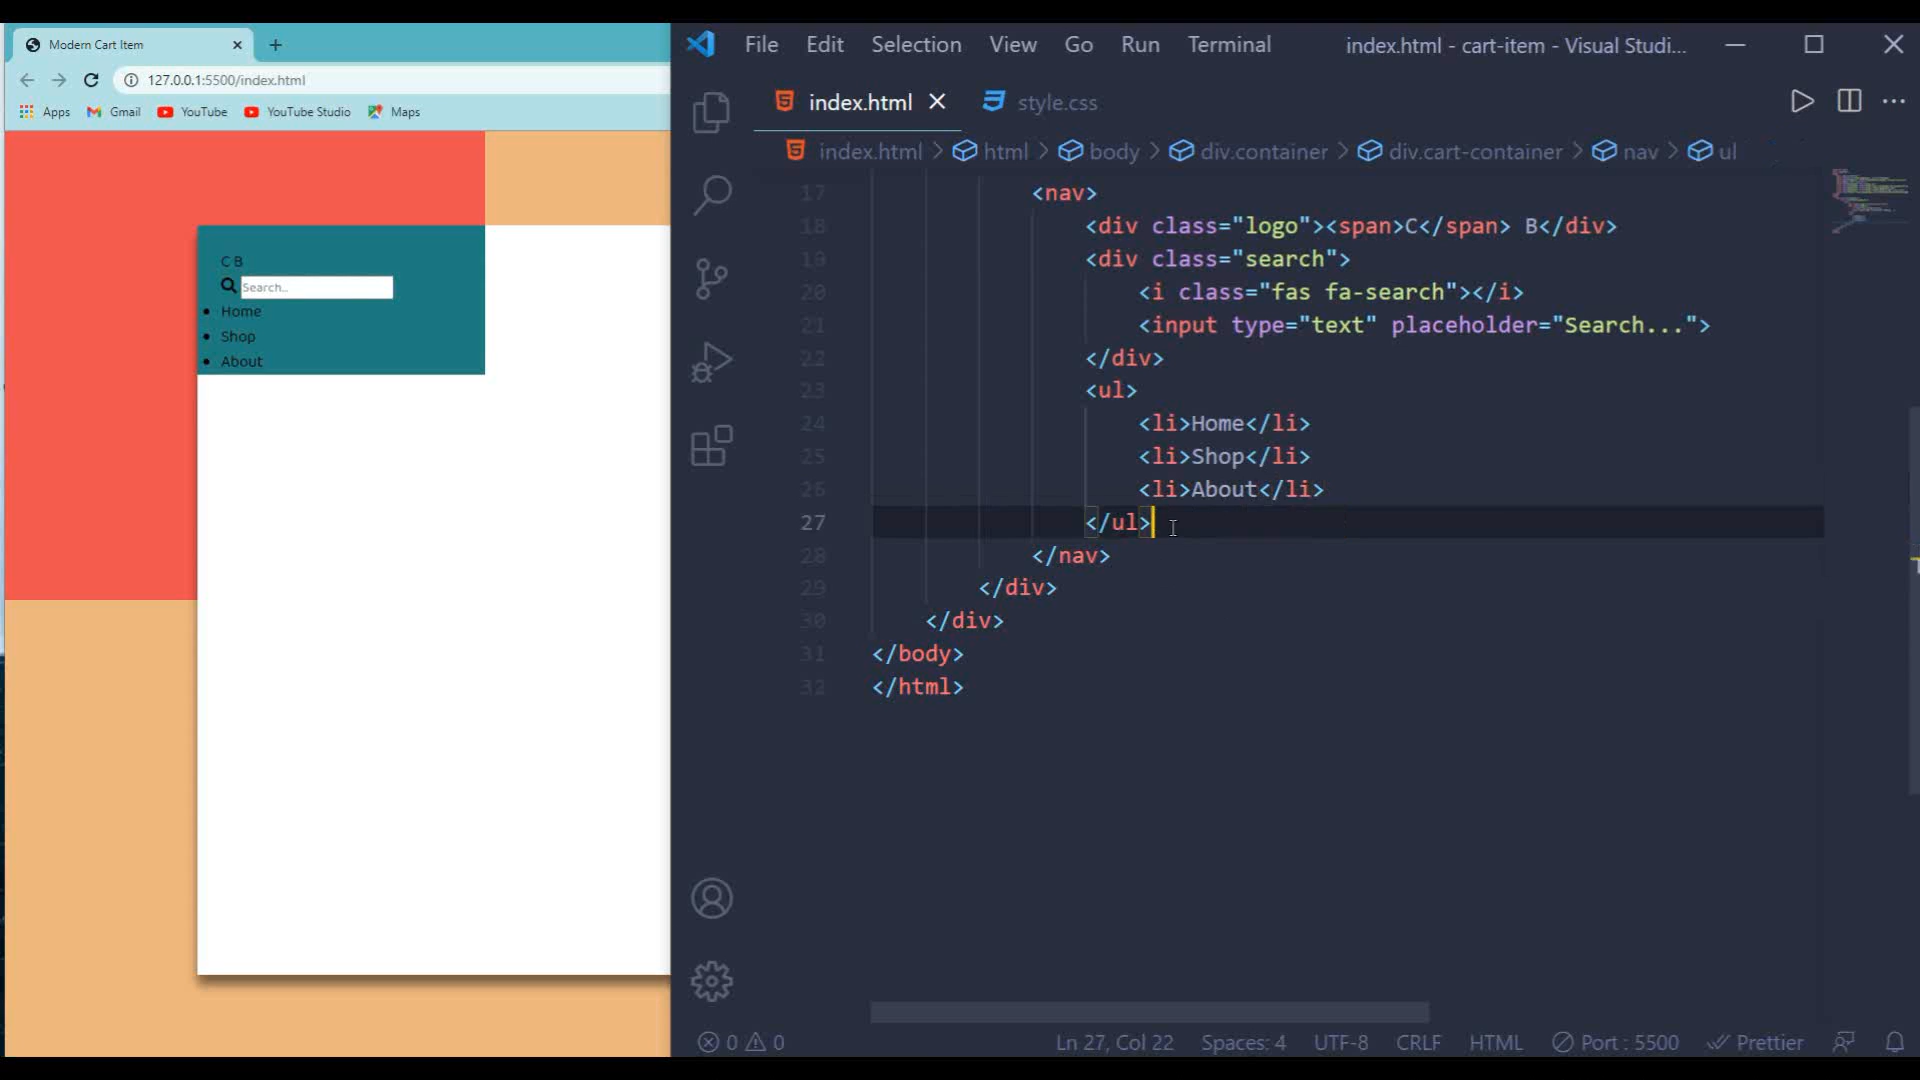 Modern Cart Item
127.0.0.1:5500/index.html
Apps Gmail YouTube YouTube Studio Maps
C B
Search...
Home
Shop
About
File Edit Selection View Go Run Terminal index.html - cart-item - Visual Studi...
index.html style.css
index.html > html > body > div.container > div.cart-container > nav > ul
17 <nav>
18 <div class="logo"><span>C</span> B</div>
19 <div class="search">
20 <i class="fas fa-search"></i>
21 <input type="text" placeholder="Search...">
22 </div>
23 <ul>
24 <li>Home</li>
25 <li>Shop</li>
26 <li>About</li>
27 </ul>
28 </nav>
29 </div>
30 </div>
31 </body>
32 </html>
0 0 Ln 27, Col 22 Spaces: 4 UTF-8 CRLF HTML Port : 5500 Prettier